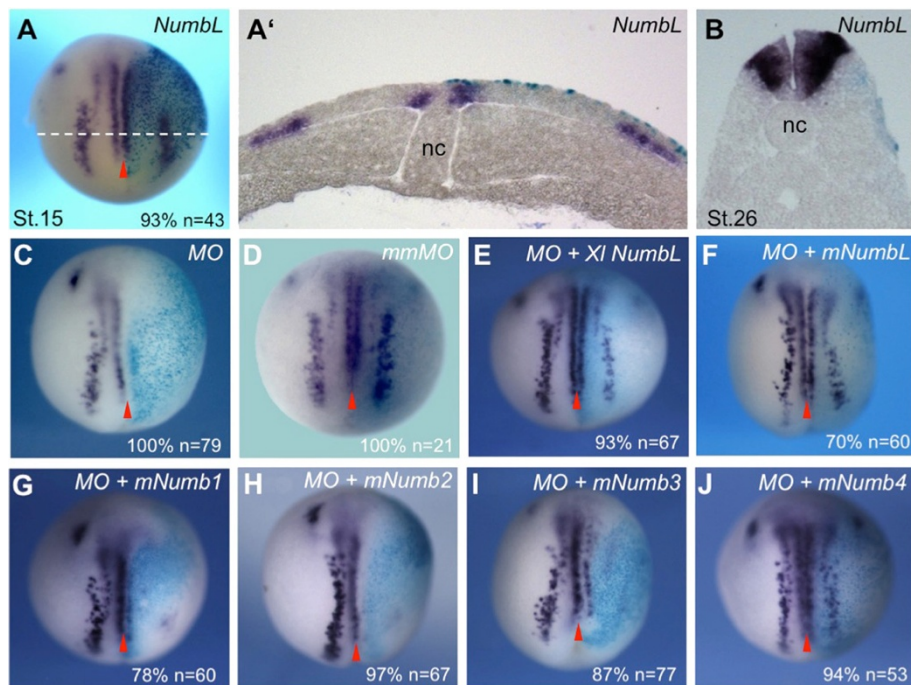 A NumbL
St.15 93% n=43
A‘ NumbL
nc
B NumbL
nc
St.26
C MO
100% n=79
D mmMO
100% n=21
E MO + Xl NumbL
93% n=67
F MO + mNumbL
70% n=60
G MO + mNumb1
78% n=60
H MO + mNumb2
97% n=67
I MO + mNumb3
87% n=77
J MO + mNumb4
94% n=53